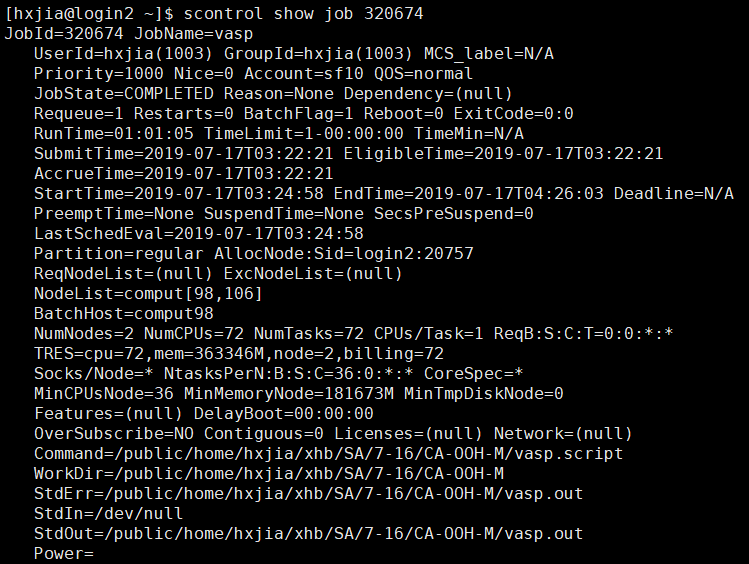 [hxjia@login2 ~]$ scontrol show job 320674
JobId=320674 JobName=vasp
UserId=hxjia(1003) GroupId=hxjia(1003) MCS_label=N/A
Priority=1000 Nice=0 Account=sf10 QOS=normal
JobState=COMPLETED Reason=None Dependency=(null)
Requeue=1 Restarts=0 BatchFlag=1 Reboot=0 ExitCode=0:0
RunTime=01:01:05 TimeLimit=1-00:00:00 TimeMin=N/A
SubmitTime=2019-07-17T03:22:21 EligibleTime=2019-07-17T03:22:21
AccrueTime=2019-07-17T03:22:21
StartTime=2019-07-17T03:24:58 EndTime=2019-07-17T04:26:03 Deadline=N/A
PreemptTime=None SuspendTime=None SecsPreSuspend=0
LastSchedEval=2019-07-17T03:24:58
Partition=regular AllocNode:Sid=login2:20757
ReqNodeList=(null) ExcNodeList=(null)
NodeList=comput[98,106]
BatchHost=comput98
NumNodes=2 NumCPUs=72 NumTasks=72 CPUs/Task=1 ReqB:S:C:T=0:0:*:*
TRES=cpu=72,mem=363346M,node=2,billing=72
Socks/Node=* NtasksPerN:B:S:C=36:0:*:* CoreSpec=*
MinCPUsNode=36 MinMemoryNode=181673M MinTmpDiskNode=0
Features=(null) DelayBoot=00:00:00
OverSubscribe=NO Contiguous=0 Licenses=(null) Network=(null)
Command=/public/home/hxjia/xhb/SA/7-16/CA-OOH-M/vasp.script
WorkDir=/public/home/hxjia/xhb/SA/7-16/CA-OOH-M
StdErr=/public/home/hxjia/xhb/SA/7-16/CA-OOH-M/vasp.out
StdIn=/dev/null
StdOut=/public/home/hxjia/xhb/SA/7-16/CA-OOH-M/vasp.out
Power=